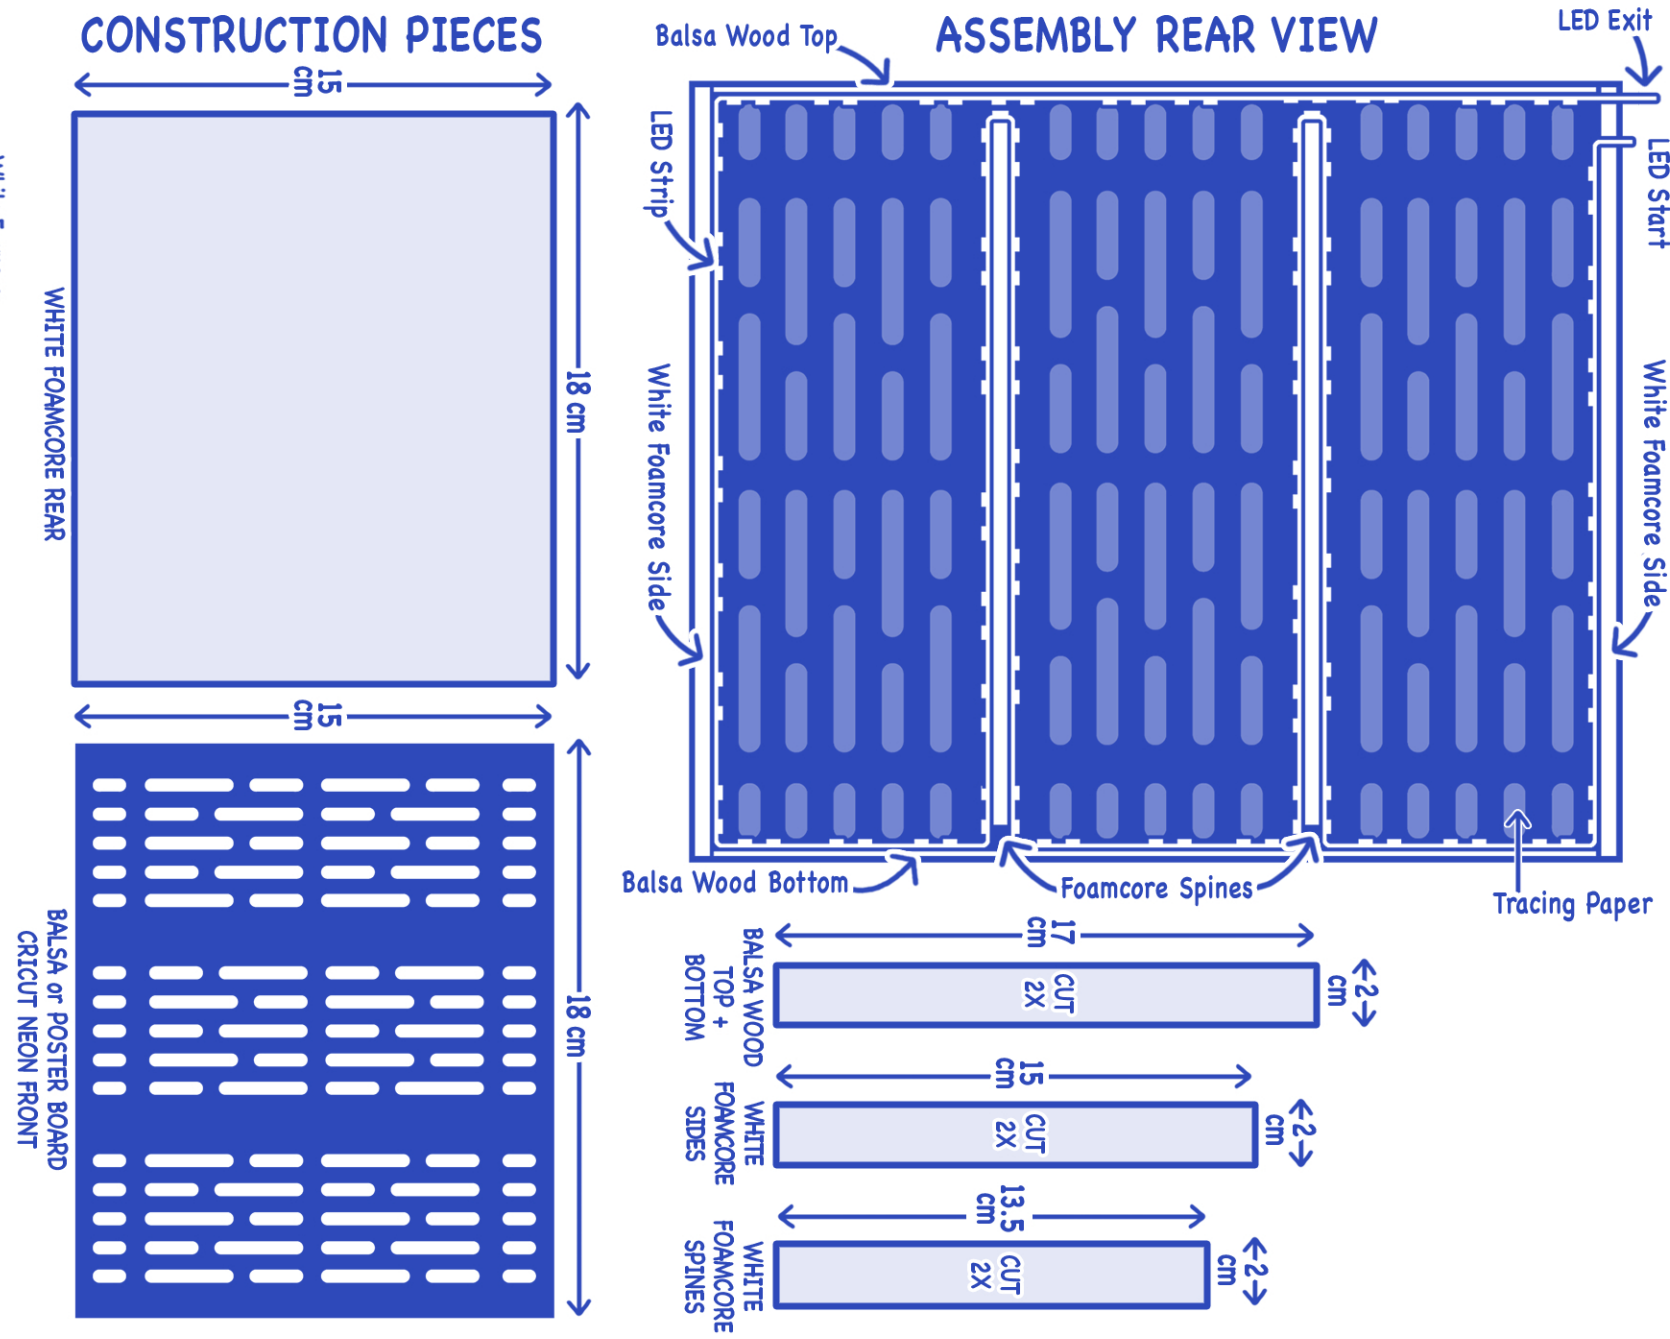 CONSTRUCTION PIECES
15
cm
18 cm
WHITE FOAMCORE REAR
15
cm
18 cm
BALSA or POSTER BOARD
CRICUT NEON FRONT
ASSEMBLY REAR VIEW
Balsa Wood Top
LED Exit
LED Start
LED Strip
White Foamcore Side
White Foamcore Side
Balsa Wood Bottom
Foamcore Spines
Tracing Paper
17
cm
BALSA WOOD
TOP +
BOTTOM
CUT
2X
2
cm
15
cm
WHITE
FOAMCORE
SIDES
CUT
2X
2
cm
13.5
cm
WHITE
FOAMCORE
SPINES
CUT
2X
2
cm